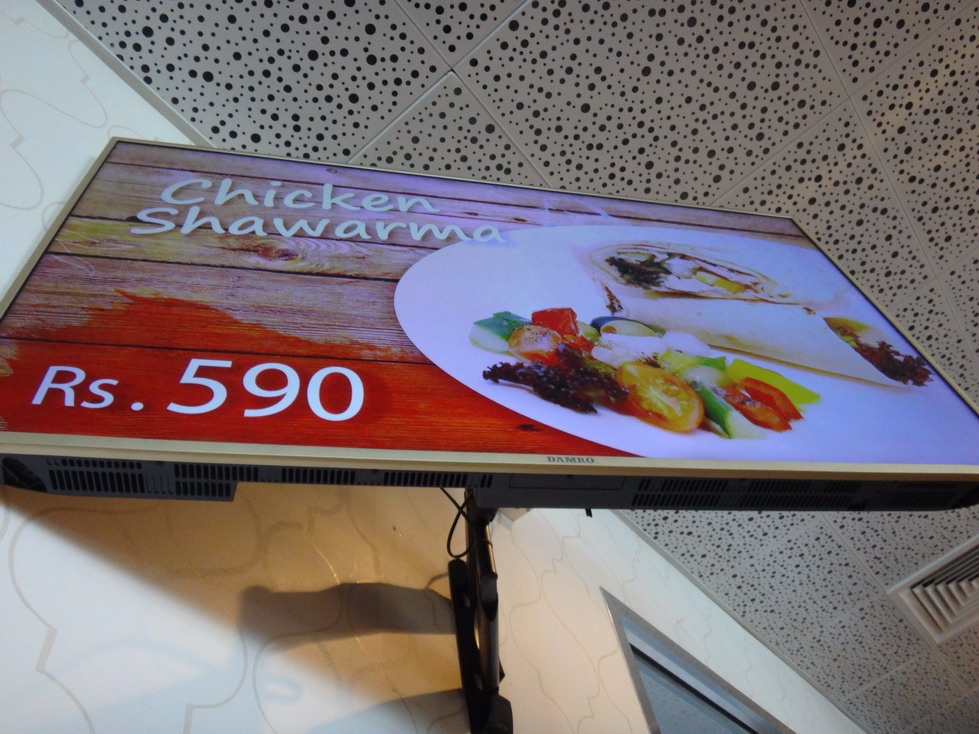 Chicken
Shawarma
Rs. 590
DAMRO